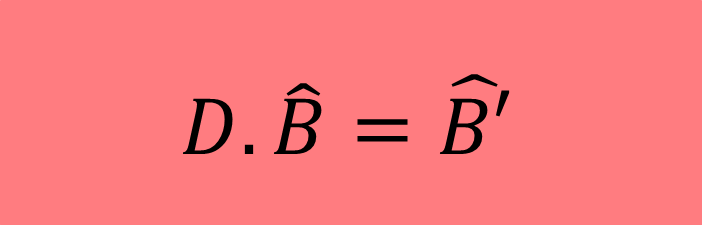 D.B̂ = B̂′